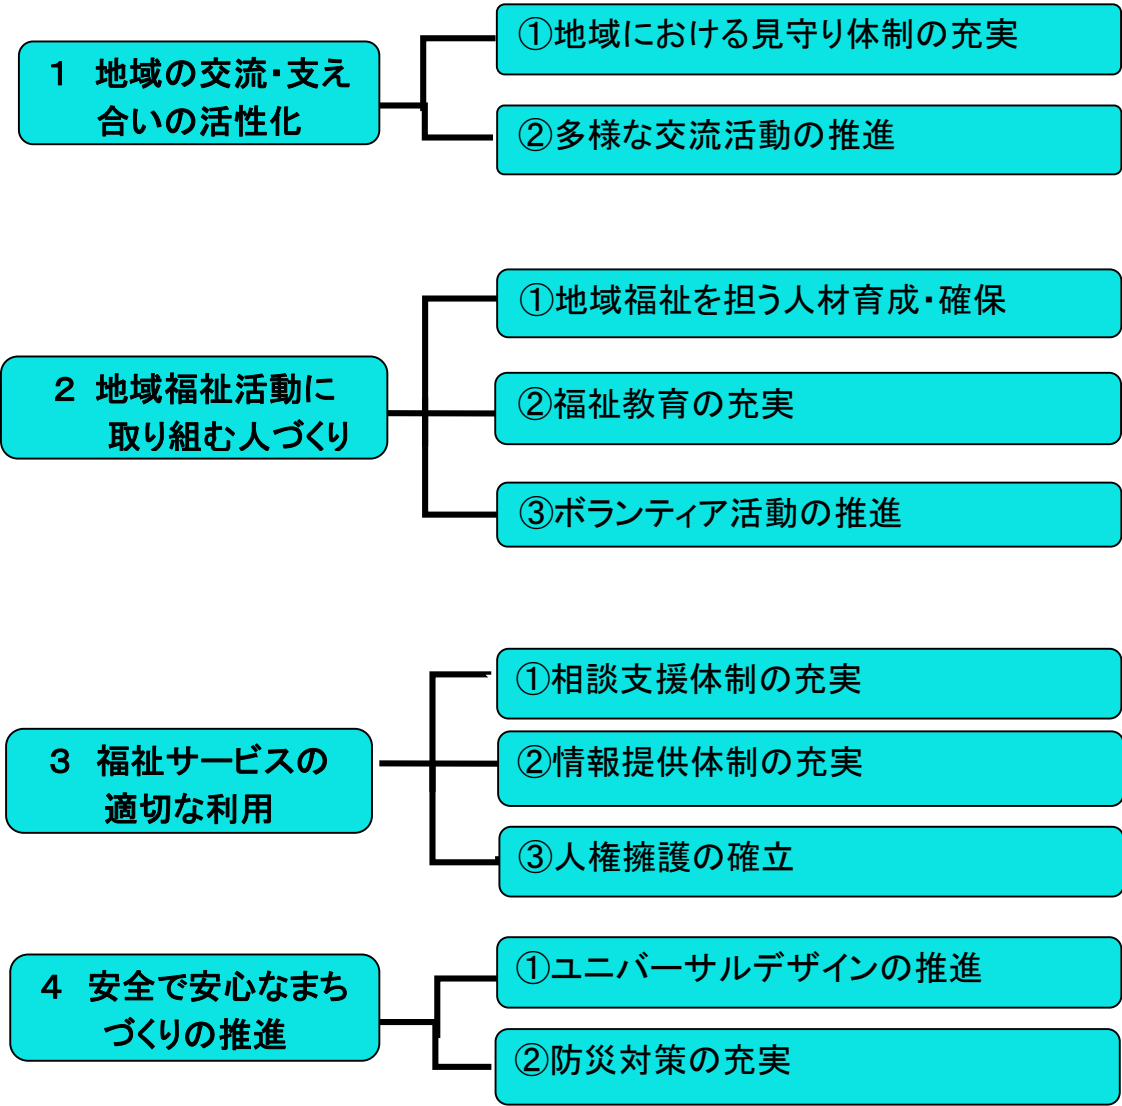 １　地域の交流・支え
合いの活性化
①地域における見守り体制の充実
②多様な交流活動の推進
２　地域福祉活動に
取り組む人づくり
①地域福祉を担う人材育成・確保
②福祉教育の充実
③ボランティア活動の推進
３　福祉サービスの
適切な利用
①相談支援体制の充実
②情報提供体制の充実
③人権擁護の確立
４　安全で安心なまち
づくりの推進
①ユニバーサルデザインの推進
②防災対策の充実